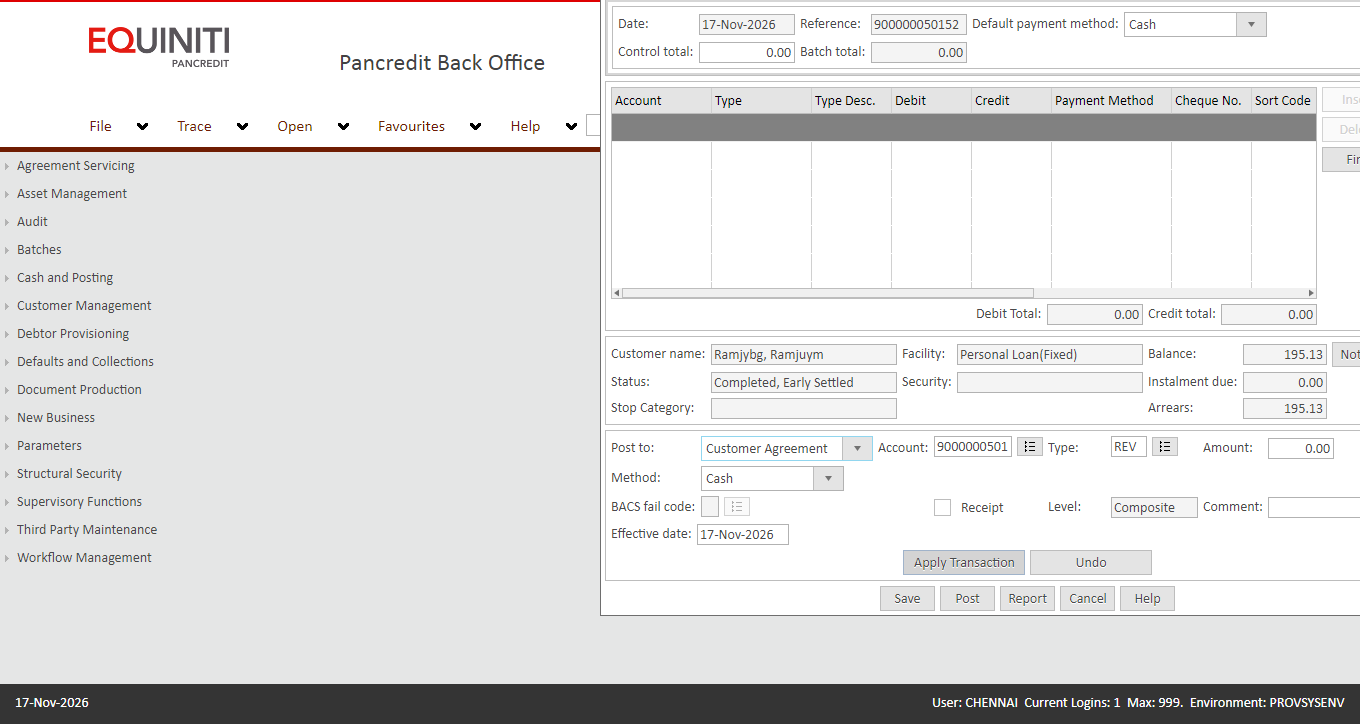 EQUINITI
PANCREDIT
Pancredit Back Office
File Trace Open Favourites Help
Agreement Servicing
Asset Management
Audit
Batches
Cash and Posting
Customer Management
Debtor Provisioning
Defaults and Collections
Document Production
New Business
Parameters
Structural Security
Supervisory Functions
Third Party Maintenance
Workflow Management
Date: 17-Nov-2026 Reference: 900000050152 Default payment method: Cash
Control total: 0.00 Batch total: 0.00
Account Type Type Desc. Debit Credit Payment Method Cheque No. Sort Code
Ins
Dele
Fin
Debit Total: 0.00 Credit total: 0.00
Customer name: Ramjybg, Ramjuym Facility: Personal Loan(Fixed) Balance: 195.13 Not
Status: Completed, Early Settled Security: Instalment due: 0.00
Stop Category: Arrears: 195.13
Post to: Customer Agreement Account: 9000000501 Type: REV Amount: 0.00
Method: Cash
BACS fail code: Receipt Level: Composite Comment:
Effective date: 17-Nov-2026
Apply Transaction Undo
Save Post Report Cancel Help
17-Nov-2026 User: CHENNAI Current Logins: 1 Max: 999. Environment: PROVSYSENV